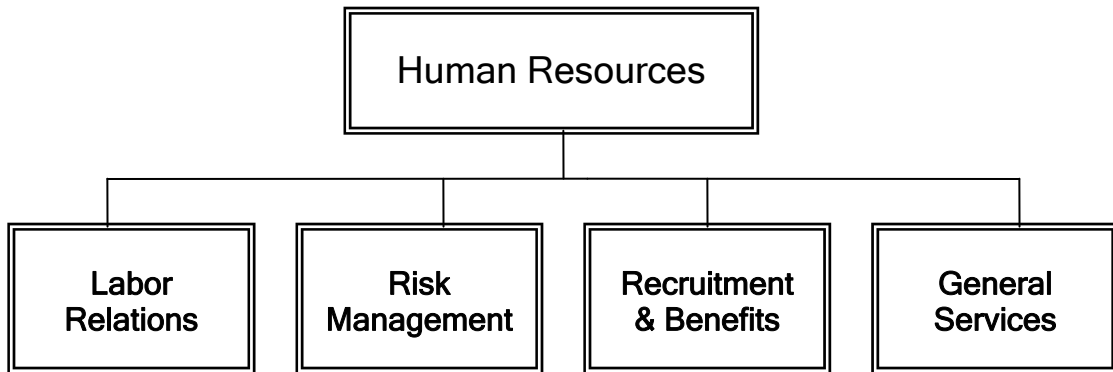 Human Resources
Labor
Relations
Risk
Management
Recruitment
& Benefits
General
Services